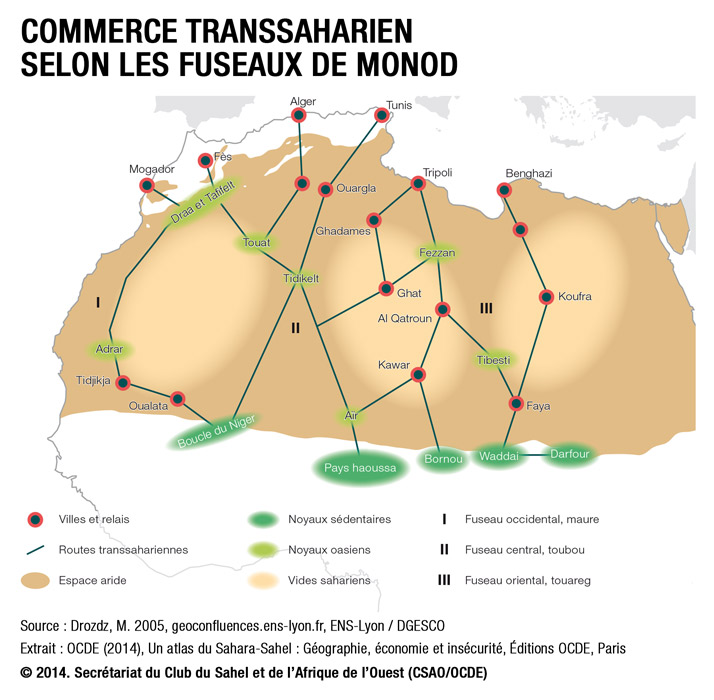 COMMERCE TRANSSAHARIEN
SELON LES FUSEAUX DE MONOD
Alger
Tunis
Fès
Mogador
Tripoli
Benghazi
Draa et Tafifelt
Ouargla
Ghadames
Touat
Fezzan
Tidikelt
Ghat
Koufra
I
II
III
Al Qatroun
Adrar
Tibesti
Kawar
Tidjikja
Oualata
Aïr
Faya
Boucle du Niger
Pays haoussa
Bornou
Waddai
Darfour
Villes et relais
Noyaux sédentaires
I Fuseau occidental, maure
Routes transsahariennes
Noyaux oasiens
II Fuseau central, toubou
Espace aride
Vides sahariens
III Fuseau oriental, touareg
Source : Drozdz, M. 2005, geoconfluences.ens-lyon.fr, ENS-Lyon / DGESCO
Extrait : OCDE (2014), Un atlas du Sahara-Sahel : Géographie, économie et insécurité, Éditions OCDE, Paris
© 2014. Secrétariat du Club du Sahel et de l'Afrique de l'Ouest (CSAO/OCDE)